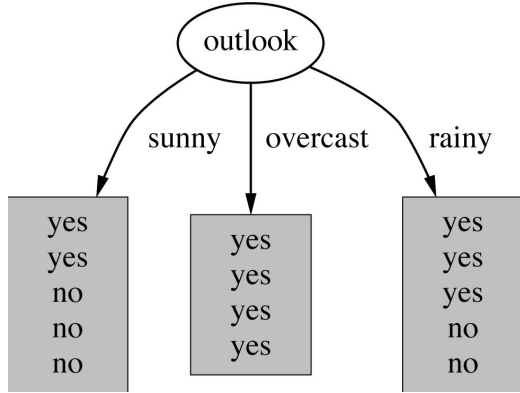 outlook
sunny
overcast
rainy
yes
yes
no
no
no
yes
yes
yes
yes
yes
yes
yes
no
no